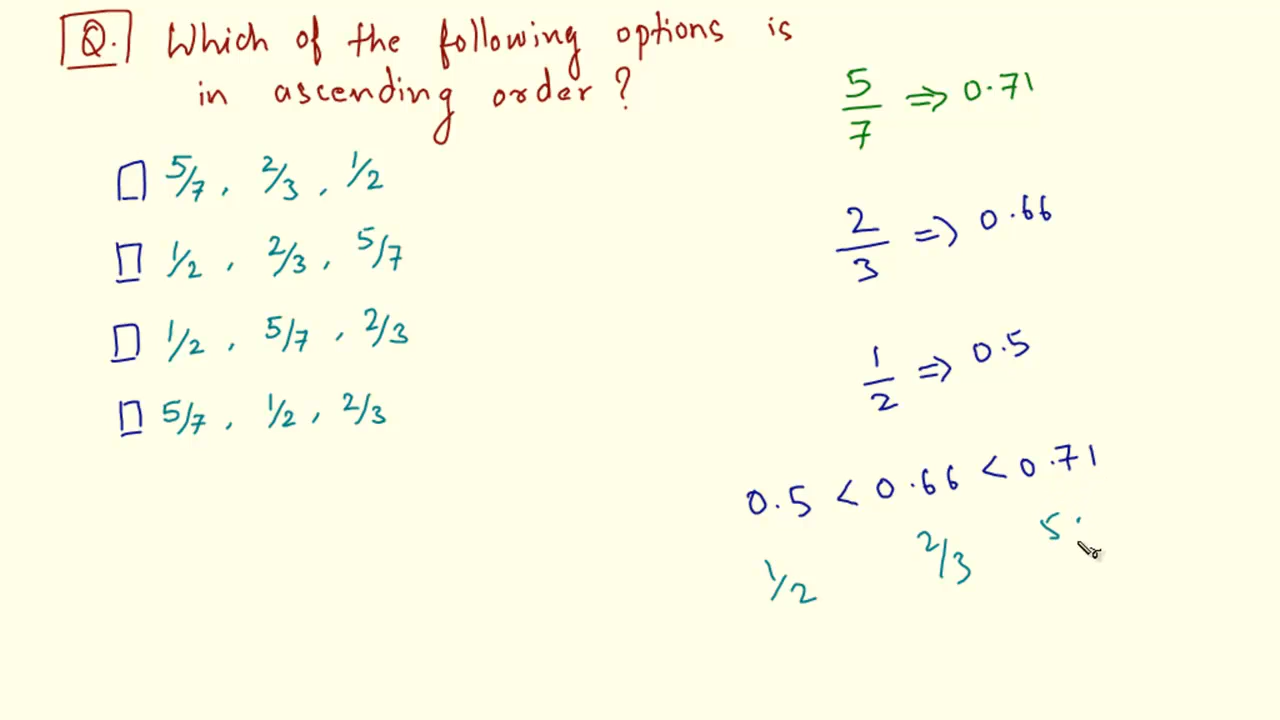 Q. Which of the following options is
in ascending order?
5/7, 2/3, 1/2
1/2, 2/3, 5/7
1/2, 5/7, 2/3
5/7, 1/2, 2/3
5/7 ⇒ 0.71
2/3 ⇒ 0.66
1/2 ⇒ 0.5
0.5 < 0.66 < 0.71
1/2 2/3 5